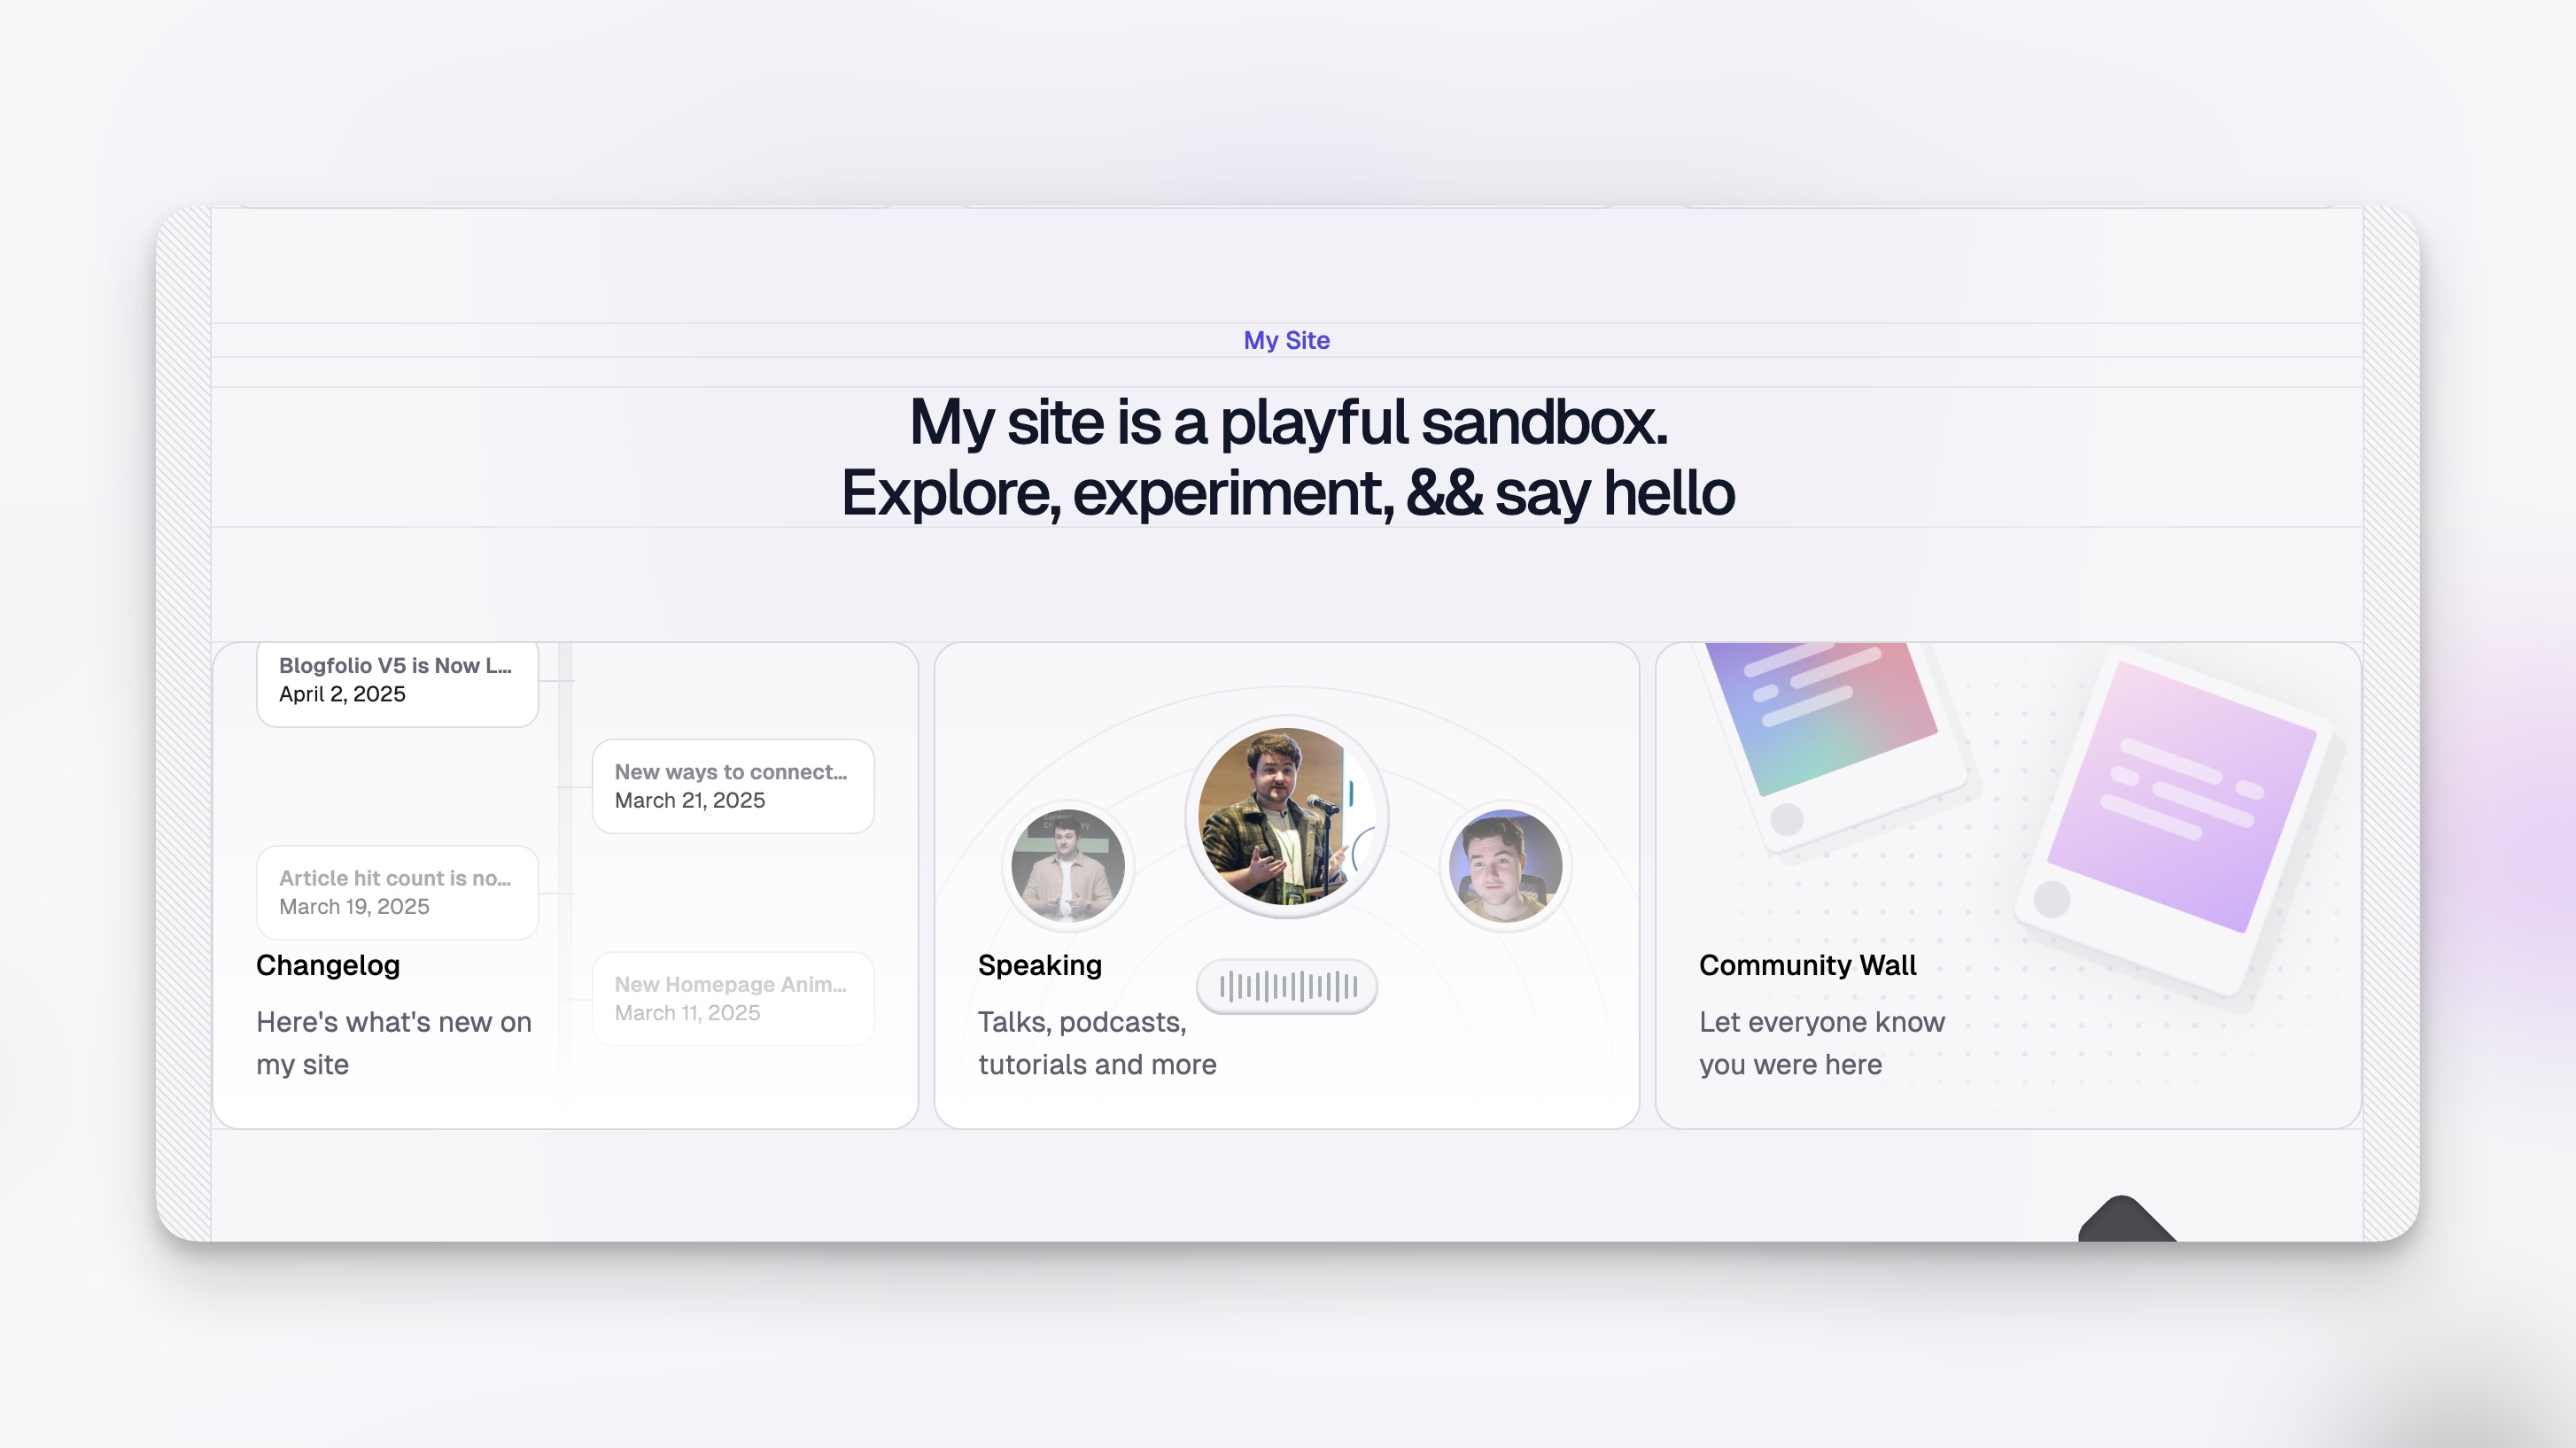 My Site
My site is a playful sandbox.
Explore, experiment, && say hello
Blogfolio V5 is Now L...
April 2, 2025
New ways to connect...
March 21, 2025
Article hit count is no...
March 19, 2025
New Homepage Anim...
March 11, 2025
Changelog
Here's what's new on
my site
Speaking
Talks, podcasts,
tutorials and more
Community Wall
Let everyone know
you were here